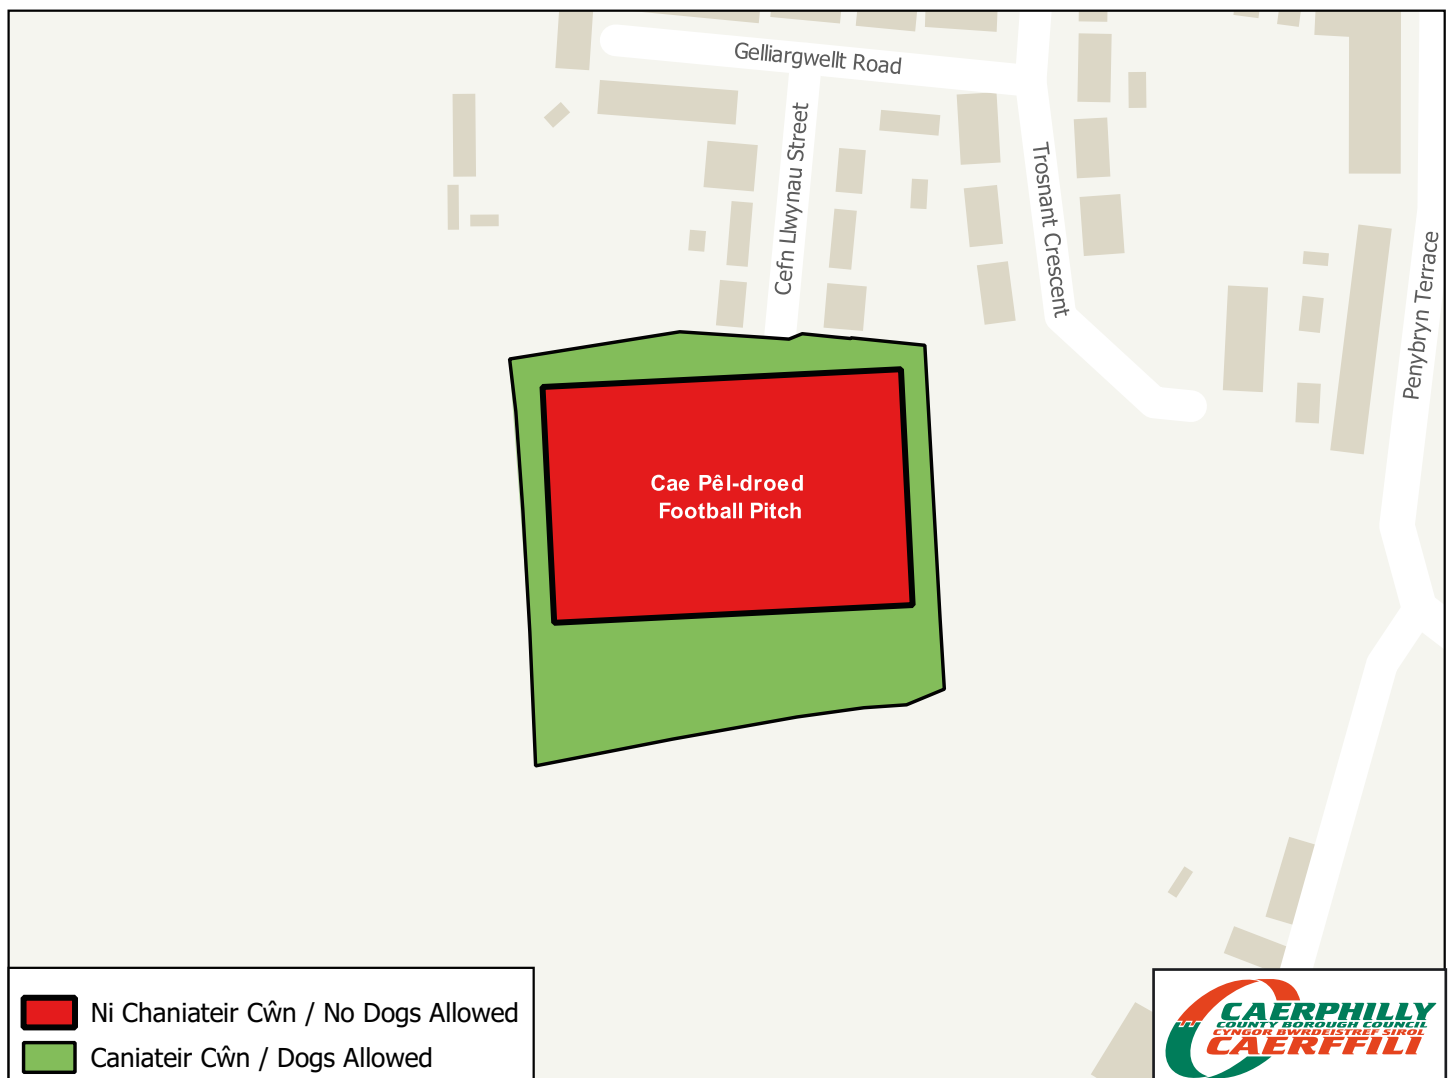 Gelliargwellt Road
Cefn Llwynau Street
Trosnant Crescent
Penybryn Terrace
Cae Pêl-droed
Football Pitch
Ni Chaniateir Cŵn / No Dogs Allowed
Caniateir Cŵn / Dogs Allowed
CAERPHILLY
COUNTY BOROUGH COUNCIL
CYNGOR BWRDEISTREF SIROL
CAERFFILI